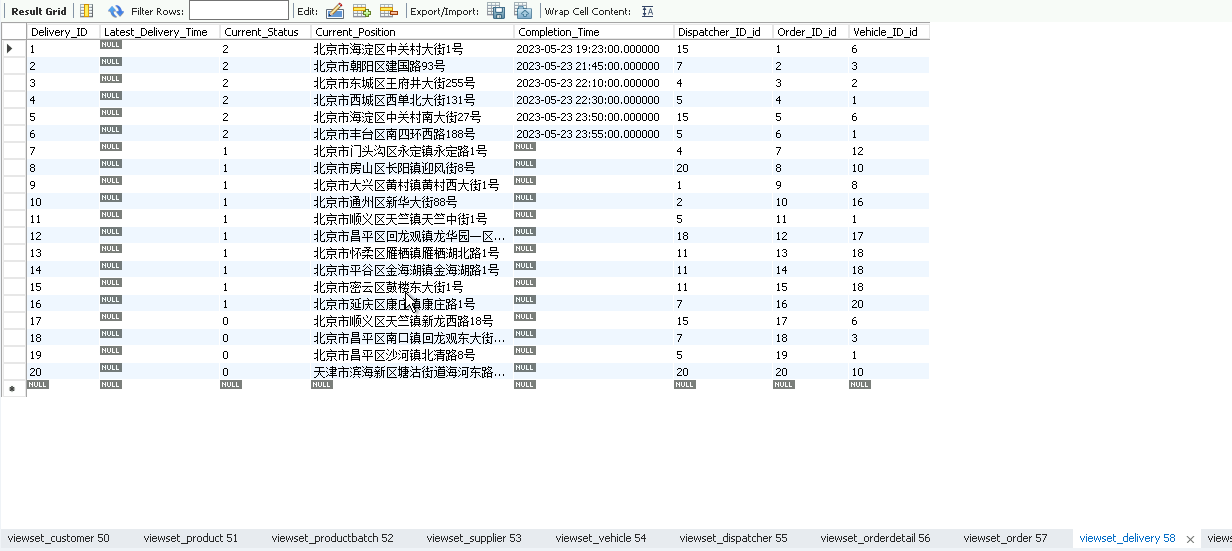 Result Grid Filter Rows: Edit: Export/Import: Wrap Cell Content: IA
Delivery_ID Latest_Delivery_Time Current_Status Current_Position Completion_Time Dispatcher_ID_id Order_ID_id Vehicle_ID_id
1 NULL 2 北京市海淀区中关村大街1号 2023-05-23 19:23:00.000000 15 1 6
2 NULL 2 北京市朝阳区建国路93号 2023-05-23 21:45:00.000000 7 2 3
3 NULL 2 北京市东城区王府井大街255号 2023-05-23 22:10:00.000000 4 3 2
4 NULL 2 北京市西城区西单北大街131号 2023-05-23 22:30:00.000000 5 4 1
5 NULL 2 北京市海淀区中关村南大街27号 2023-05-23 23:50:00.000000 15 5 6
6 NULL 2 北京市丰台区南四环西路188号 2023-05-23 23:55:00.000000 5 6 1
7 NULL 1 北京市门头沟区永定镇永定路1号 NULL 4 7 12
8 NULL 1 北京市房山区长阳镇迎风街8号 NULL 20 8 10
9 NULL 1 北京市大兴区黄村镇黄村西大街1号 NULL 1 9 8
10 NULL 1 北京市通州区新华大街88号 NULL 2 10 16
11 NULL 1 北京市顺义区天竺镇天竺中街1号 NULL 5 11 1
12 NULL 1 北京市昌平区回龙观镇龙华园一区... NULL 18 12 17
13 NULL 1 北京市怀柔区雁栖镇雁栖湖北路1号 NULL 11 13 18
14 NULL 1 北京市平谷区金海湖镇金海湖路1号 NULL 11 14 18
15 NULL 1 北京市密云区鼓楼东大街1号 NULL 11 15 18
16 NULL 1 北京市延庆区康庄镇康庄路1号 NULL 7 16 20
17 NULL 0 北京市顺义区天竺镇新龙西路18号 NULL 15 17 6
18 NULL 0 北京市昌平区南口镇回龙观东大街... NULL 7 18 3
19 NULL 0 北京市昌平区沙河镇北清路8号 NULL 5 19 1
20 NULL 0 天津市滨海新区塘沽街道海河东路... NULL 20 20 10
NULL NULL NULL NULL NULL NULL NULL NULL
viewset_customer 50 viewset_product 51 viewset_productbatch 52 viewset_supplier 53 viewset_vehicle 54 viewset_dispatcher 55 viewset_orderdetail 56 viewset_order 57 viewset_delivery 58 views